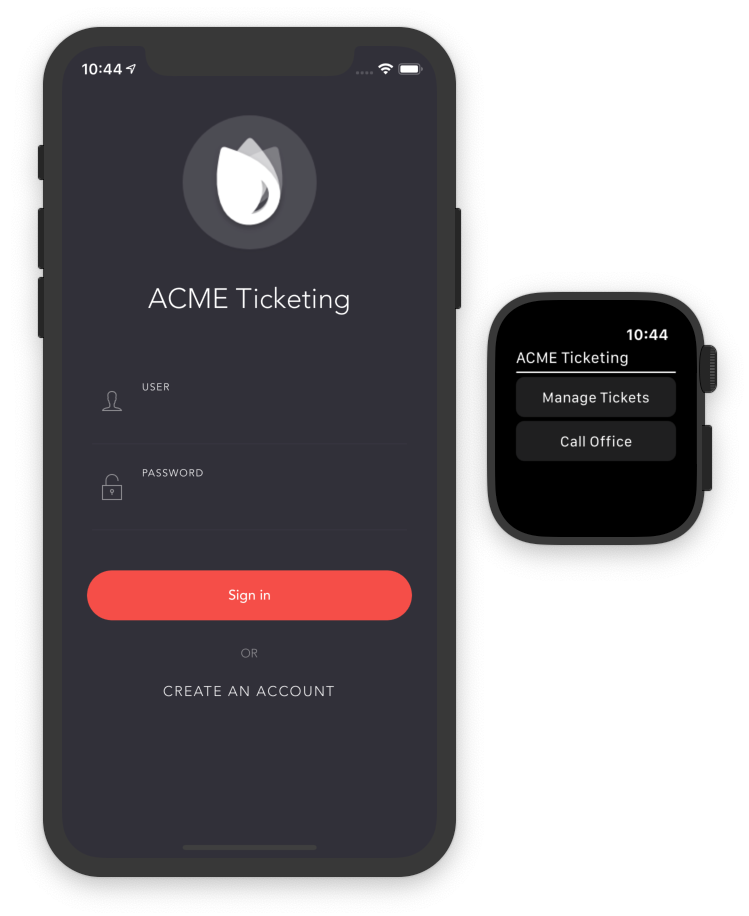 10:44
ACME Ticketing
USER
PASSWORD
Sign in
OR
CREATE AN ACCOUNT
10:44
ACME Ticketing
Manage Tickets
Call Office